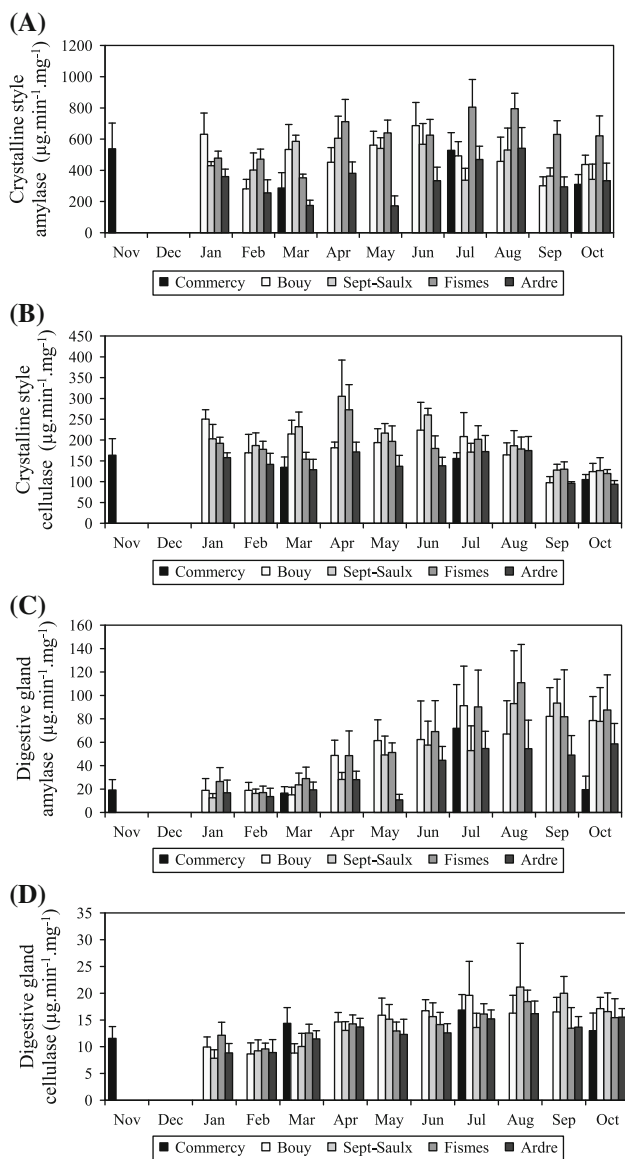 (A)
Crystalline style
amylase (µg.min⁻¹.mg⁻¹)
1200
1000
800
600
400
200
0
Nov Dec Jan Feb Mar Apr May Jun Jul Aug Sep Oct
Commercy Bouy Sept-Saulx Fismes Ardre
(B)
Crystalline style
cellulase (µg.min⁻¹.mg⁻¹)
450
400
350
300
250
200
150
100
50
0
Nov Dec Jan Feb Mar Apr May Jun Jul Aug Sep Oct
Commercy Bouy Sept-Saulx Fismes Ardre
(C)
Digestive gland
amylase (µg.min⁻¹.mg⁻¹)
160
140
120
100
80
60
40
20
0
Nov Dec Jan Feb Mar Apr May Jun Jul Aug Sep Oct
Commercy Bouy Sept-Saulx Fismes Ardre
(D)
Digestive gland
cellulase (µg.min⁻¹.mg⁻¹)
35
30
25
20
15
10
5
0
Nov Dec Jan Feb Mar Apr May Jun Jul Aug Sep Oct
Commercy Bouy Sept-Saulx Fismes Ardre